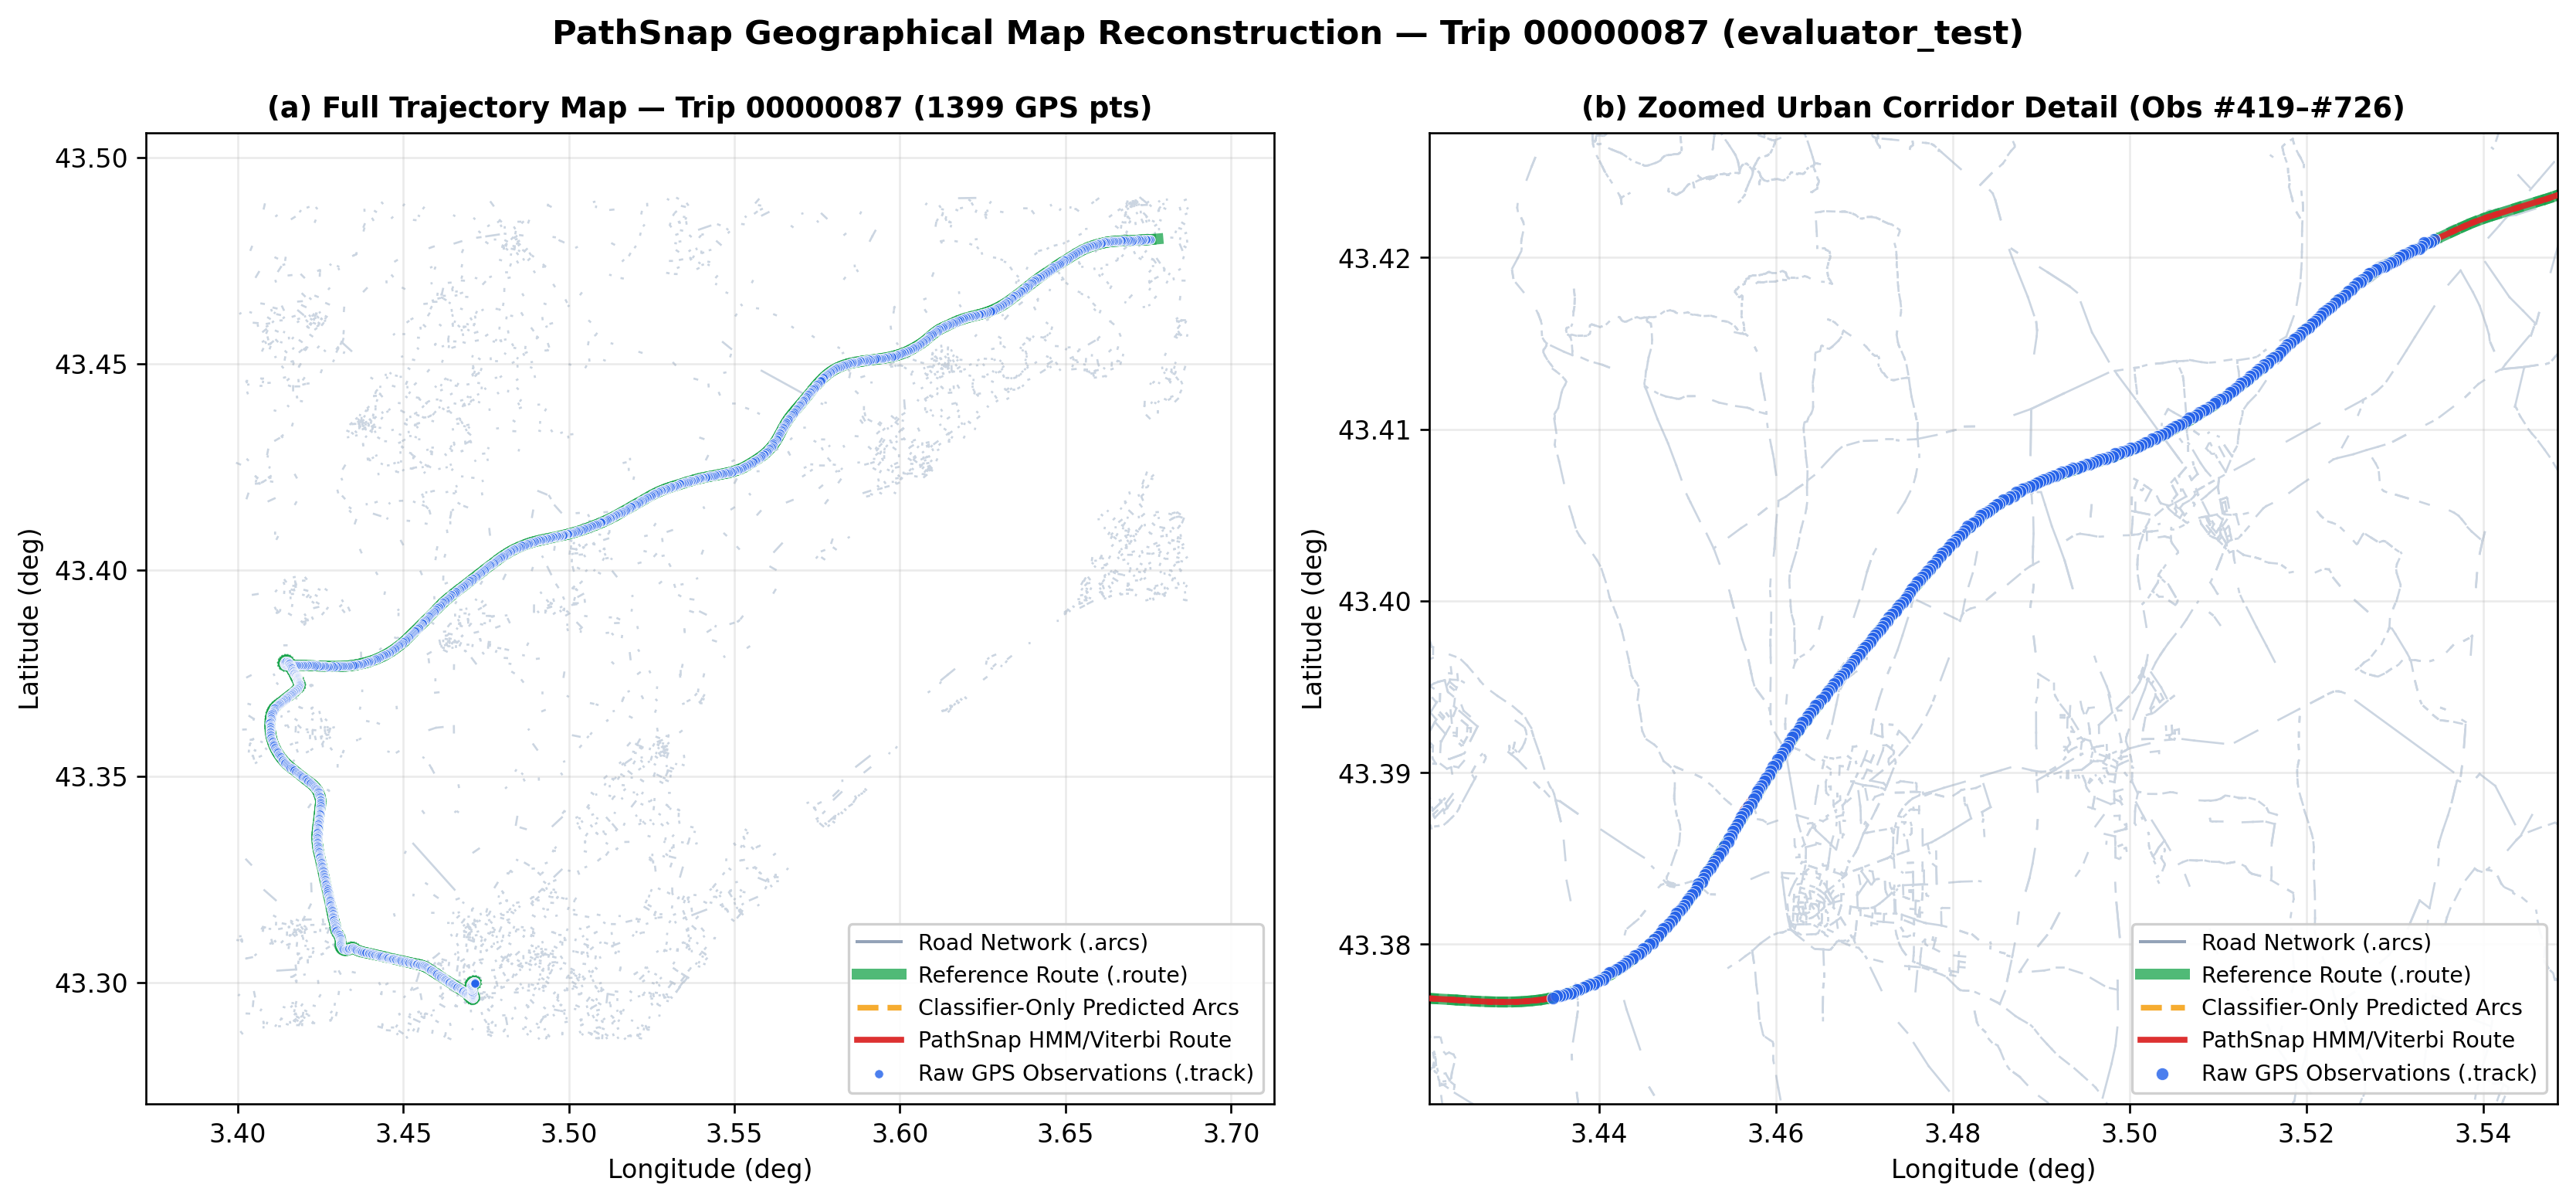 PathSnap Geographical Map Reconstruction — Trip 00000087 (evaluator_test)
(a) Full Trajectory Map — Trip 00000087 (1399 GPS pts)
43.50
43.45
43.40
43.35
43.30
Latitude (deg)
3.40 3.45 3.50 3.55 3.60 3.65 3.70
Longitude (deg)
Road Network (.arcs)
Reference Route (.route)
Classifier-Only Predicted Arcs
PathSnap HMM/Viterbi Route
Raw GPS Observations (.track)
(b) Zoomed Urban Corridor Detail (Obs #419–#726)
43.42
43.41
43.40
43.39
43.38
Latitude (deg)
3.44 3.46 3.48 3.50 3.52 3.54
Longitude (deg)
Road Network (.arcs)
Reference Route (.route)
Classifier-Only Predicted Arcs
PathSnap HMM/Viterbi Route
Raw GPS Observations (.track)